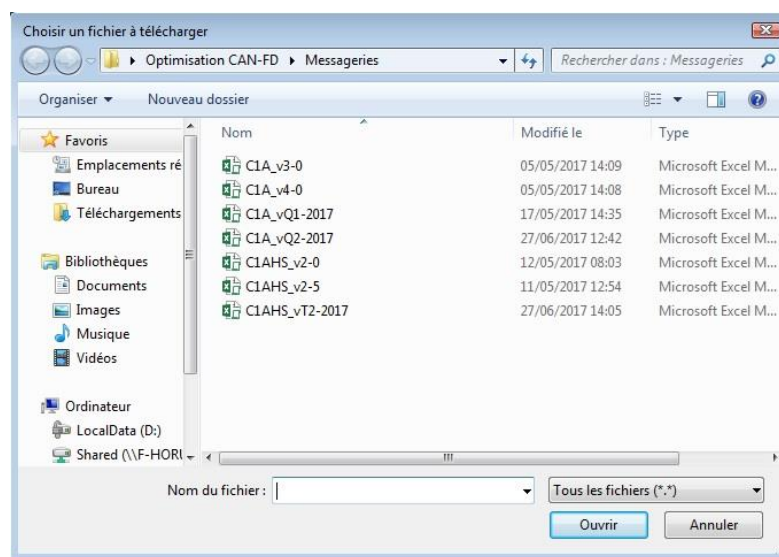 Choisir un fichier à télécharger
Optimisation CAN-FD Messageries
Rechercher dans : Messageries
Organiser Nouveau dossier
Nom Modifié le Type
Favoris
Emplacements ré
Bureau
Téléchargements
Bibliothèques
Documents
Images
Musique
Vidéos
Ordinateur
LocalData (D:)
Shared (\\F-HORI
C1A_v3-0 05/05/2017 14:09 Microsoft Excel M...
C1A_v4-0 05/05/2017 14:08 Microsoft Excel M...
C1A_vQ1-2017 17/05/2017 14:35 Microsoft Excel M...
C1A_vQ2-2017 27/06/2017 12:42 Microsoft Excel M...
C1AHS_v2-0 12/05/2017 08:03 Microsoft Excel M...
C1AHS_v2-5 11/05/2017 12:54 Microsoft Excel M...
C1AHS_vT2-2017 27/06/2017 14:05 Microsoft Excel M...
Nom du fichier : Tous les fichiers (*.*)
Ouvrir Annuler